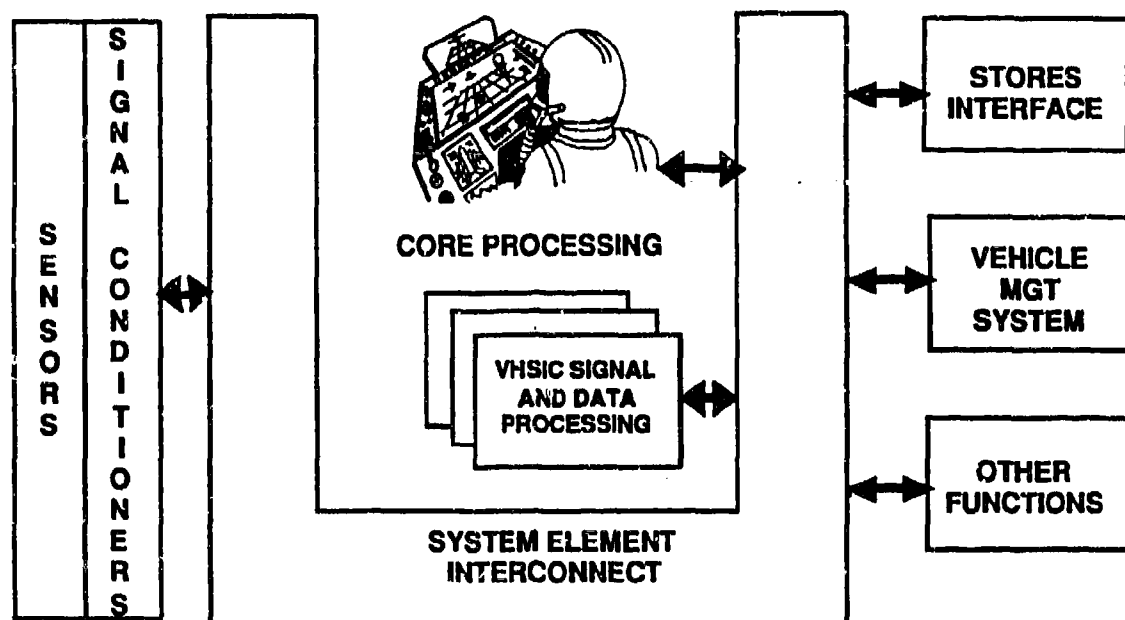 SENSORS
SIGNAL CONDITIONERS
CORE PROCESSING
VHSIC SIGNAL
AND DATA
PROCESSING
SYSTEM ELEMENT
INTERCONNECT
STORES
INTERFACE
VEHICLE
MGT
SYSTEM
OTHER
FUNCTIONS